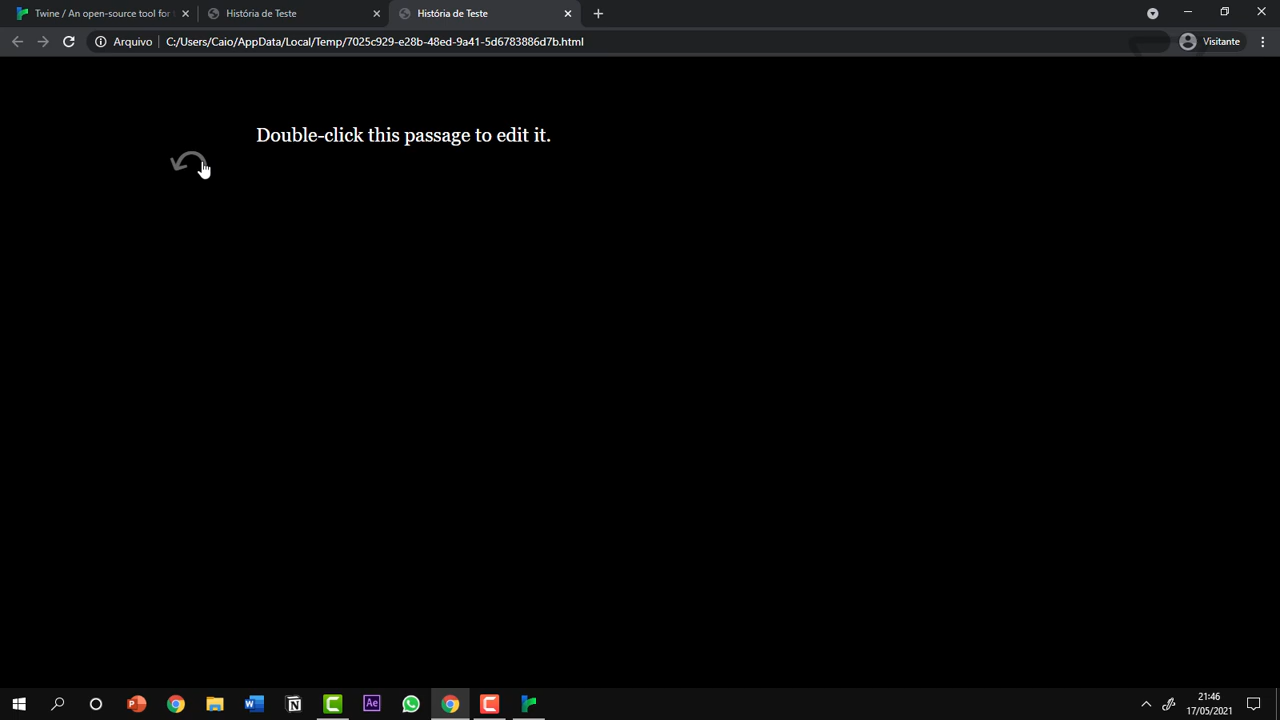 Twine / An open-source tool for
História de Teste
História de Teste
Arquivo
C:/Users/Caio/AppData/Local/Temp/7025c929-e28b-48ed-9a41-5d6783886d7b.html
Visitante
Double-click this passage to edit it.
21:46
17/05/2021